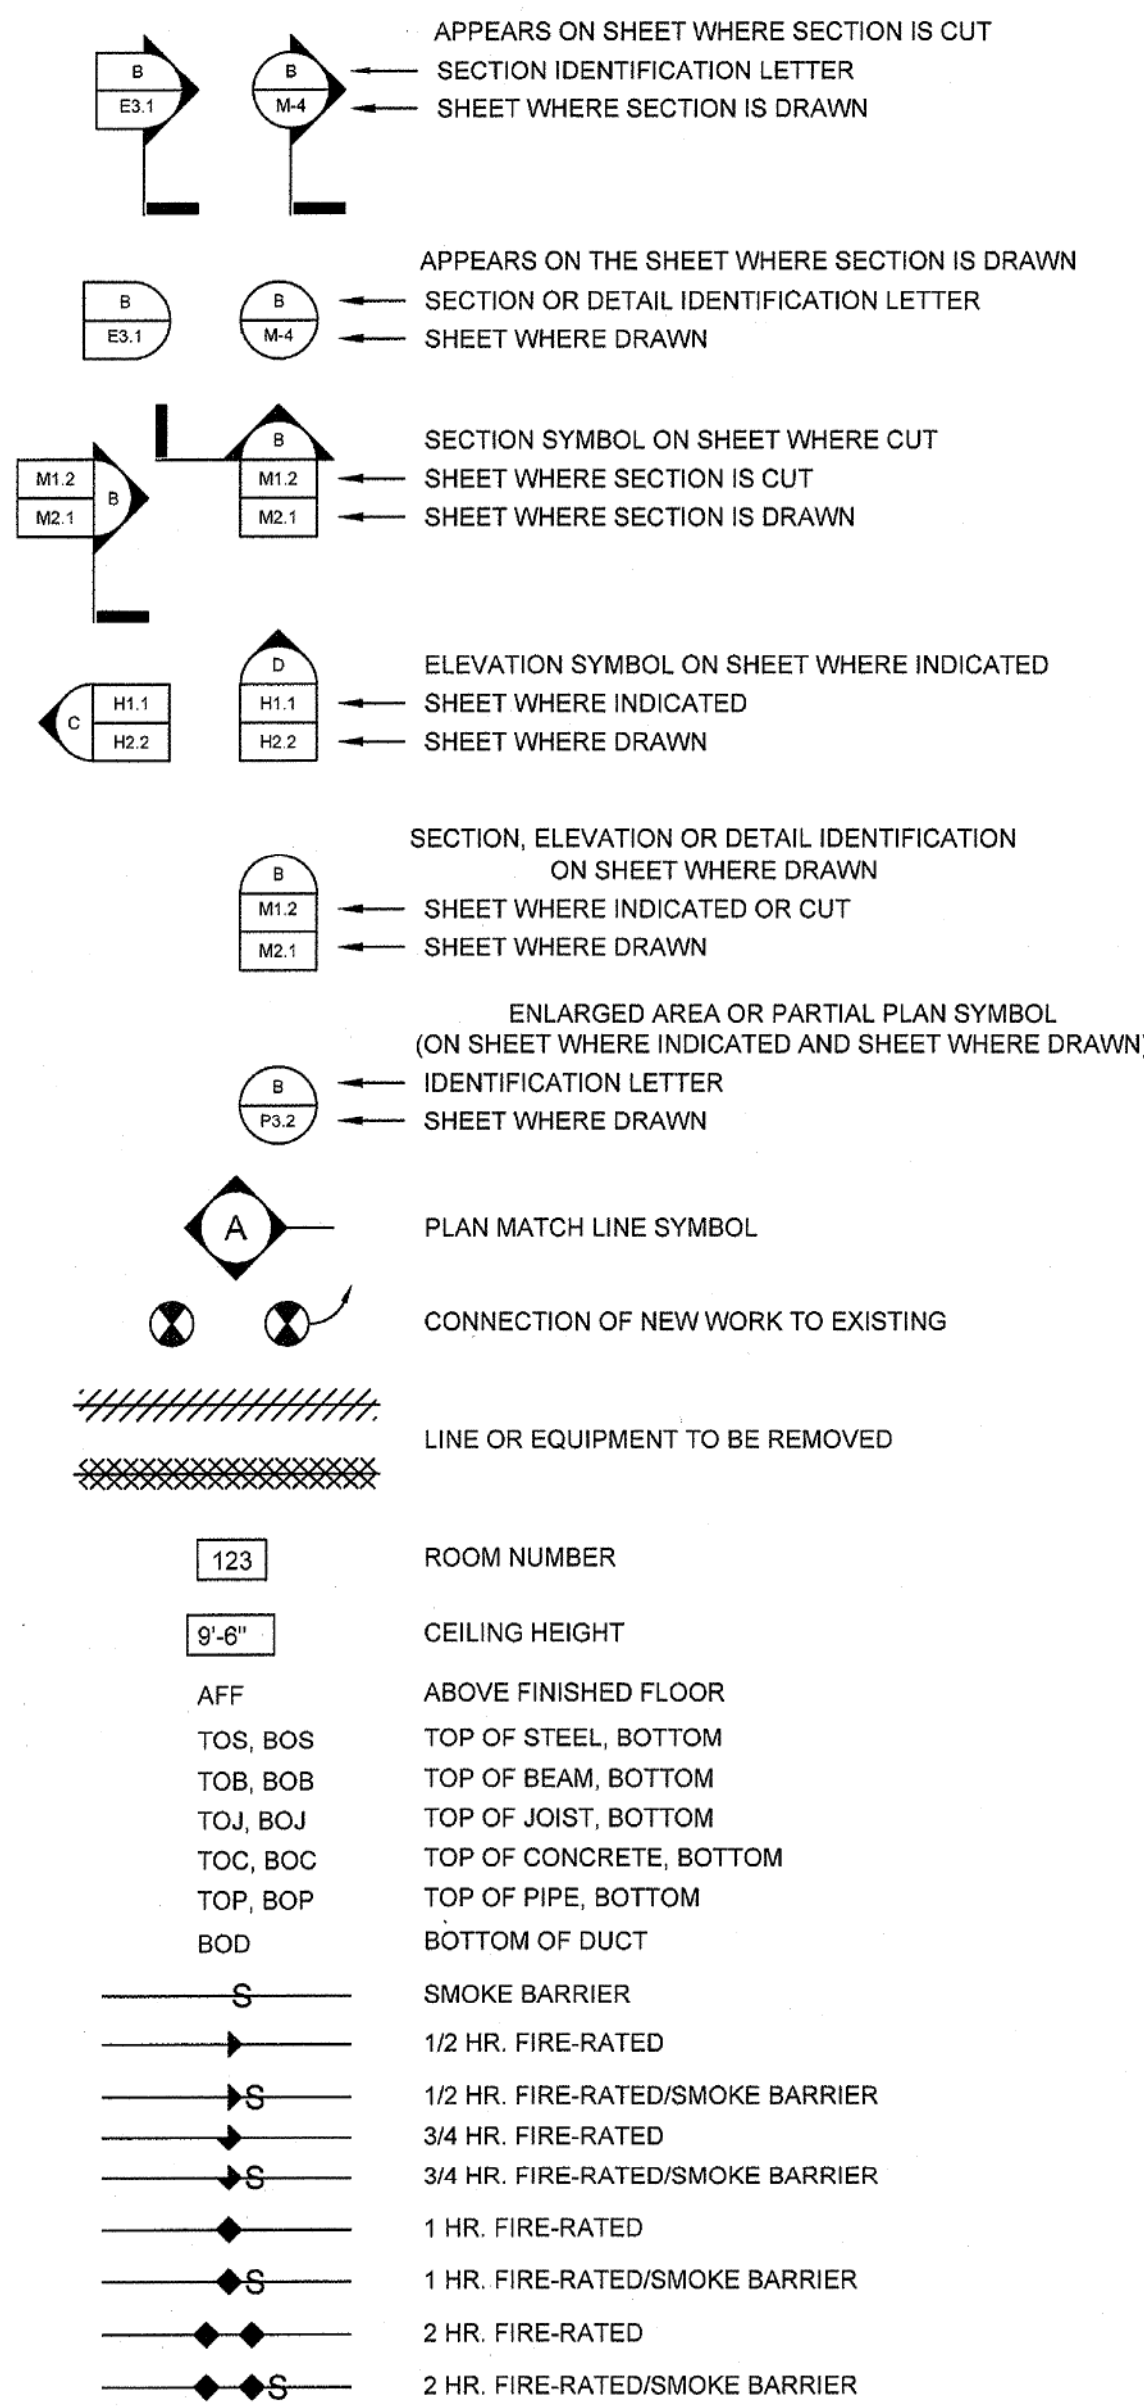 APPEARS ON SHEET WHERE SECTION IS CUT
B B SECTION IDENTIFICATION LETTER
E3.1 M-4 SHEET WHERE SECTION IS DRAWN
APPEARS ON THE SHEET WHERE SECTION IS DRAWN
B B SECTION OR DETAIL IDENTIFICATION LETTER
E3.1 M-4 SHEET WHERE DRAWN
B SECTION SYMBOL ON SHEET WHERE CUT
M1.2 M1.2 SHEET WHERE SECTION IS CUT
B
M2.1 M2.1 SHEET WHERE SECTION IS DRAWN
D ELEVATION SYMBOL ON SHEET WHERE INDICATED
H1.1 H1.1 SHEET WHERE INDICATED
C
H2.2 H2.2 SHEET WHERE DRAWN
SECTION, ELEVATION OR DETAIL IDENTIFICATION
B ON SHEET WHERE DRAWN
M1.2 SHEET WHERE INDICATED OR CUT
M2.1 SHEET WHERE DRAWN
ENLARGED AREA OR PARTIAL PLAN SYMBOL
(ON SHEET WHERE INDICATED AND SHEET WHERE DRAWN)
B IDENTIFICATION LETTER
P3.2 SHEET WHERE DRAWN
A PLAN MATCH LINE SYMBOL
CONNECTION OF NEW WORK TO EXISTING
LINE OR EQUIPMENT TO BE REMOVED
123 ROOM NUMBER
9'-6" CEILING HEIGHT
AFF ABOVE FINISHED FLOOR
TOS, BOS TOP OF STEEL, BOTTOM
TOB, BOB TOP OF BEAM, BOTTOM
TOJ, BOJ TOP OF JOIST, BOTTOM
TOC, BOC TOP OF CONCRETE, BOTTOM
TOP, BOP TOP OF PIPE, BOTTOM
BOD BOTTOM OF DUCT
S SMOKE BARRIER
1/2 HR. FIRE-RATED
S 1/2 HR. FIRE-RATED/SMOKE BARRIER
3/4 HR. FIRE-RATED
S 3/4 HR. FIRE-RATED/SMOKE BARRIER
1 HR. FIRE-RATED
S 1 HR. FIRE-RATED/SMOKE BARRIER
2 HR. FIRE-RATED
S 2 HR. FIRE-RATED/SMOKE BARRIER